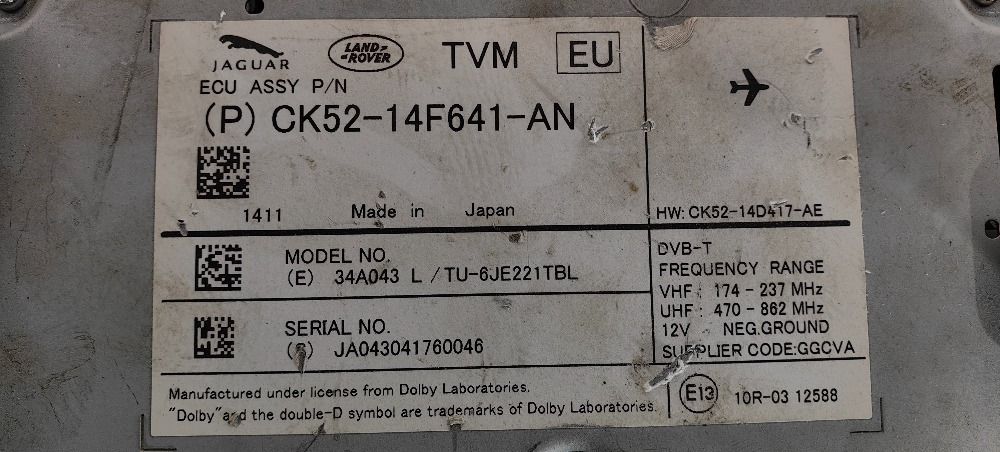 JAGUAR LAND-ROVER TVM EU
ECU ASSY P/N
(P) CK52-14F641-AN
1411 Made in Japan
HW: CK52-14D417-AE
MODEL NO.
(E) 34A043 L / TU-6JE221TBL
SERIAL NO.
(S) JA043041760046
DVB-T
FREQUENCY RANGE
VHF : 174 - 237 MHz
UHF : 470 - 862 MHz
12V - NEG.GROUND
SUPPLIER CODE:GGCVA
Manufactured under license from Dolby Laboratories.
"Dolby" and the double-D symbol are trademarks of Dolby Laboratories.
E13 10R-03 12588